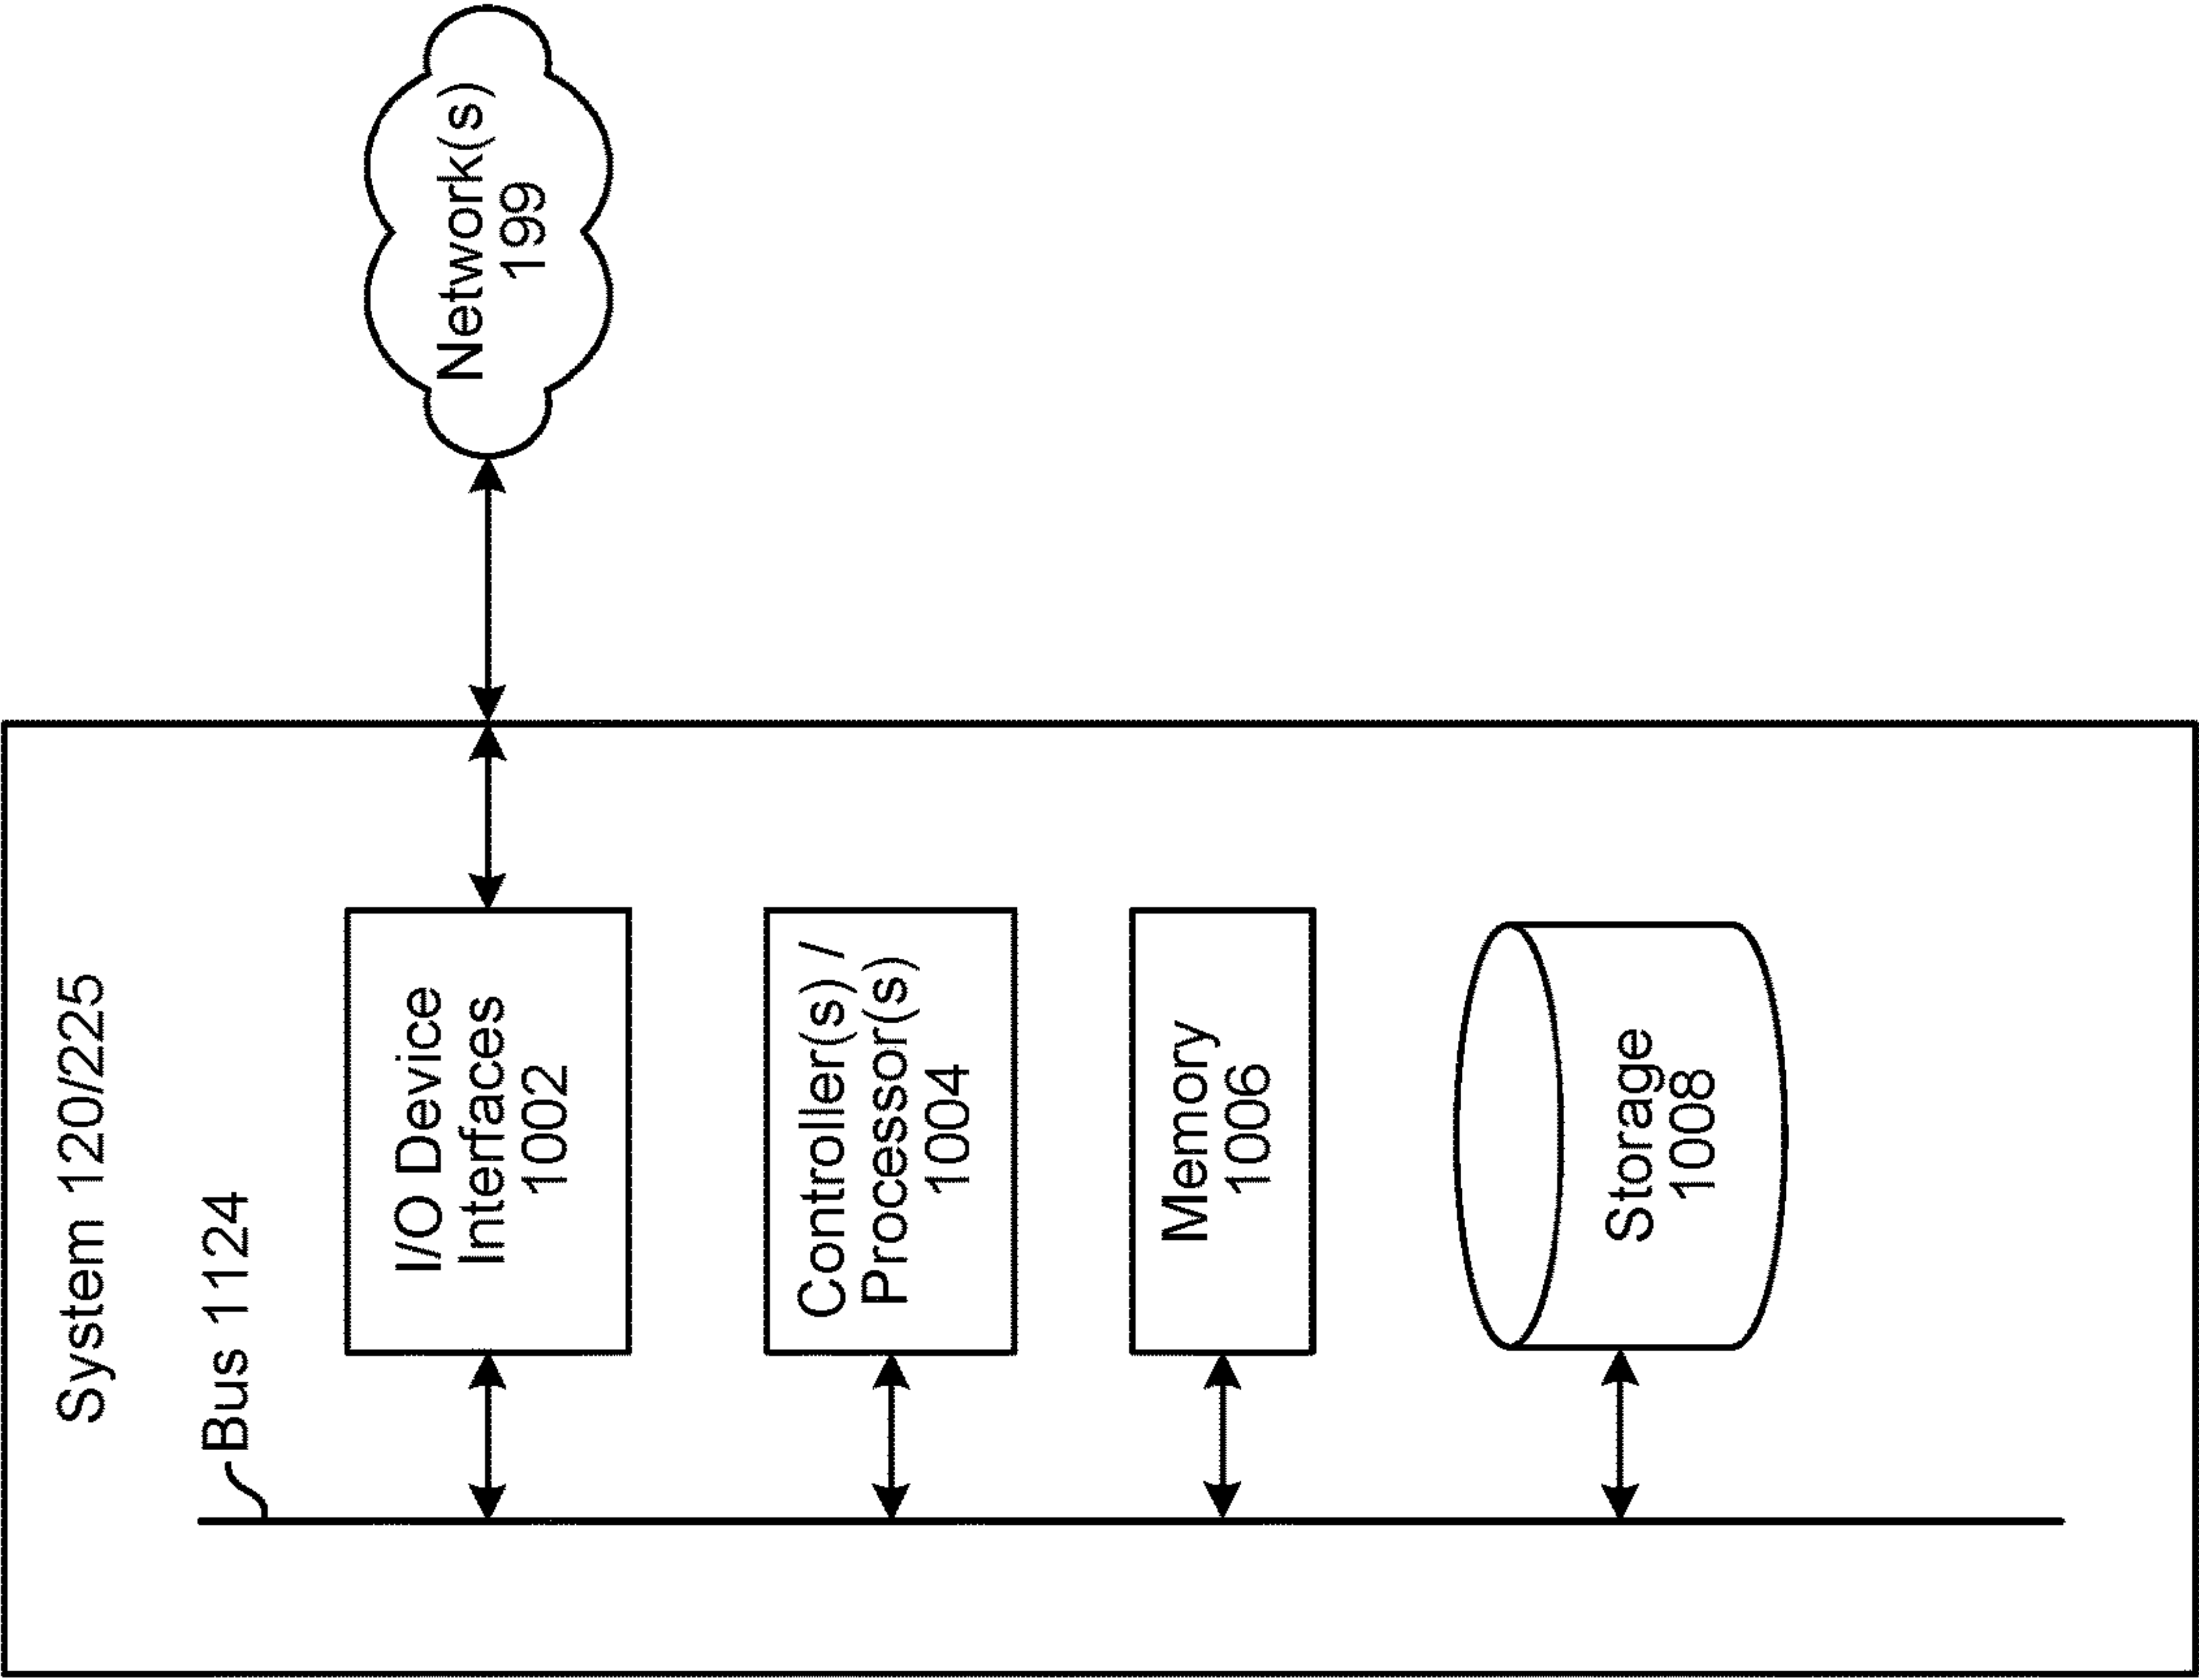 System 120/225
Bus 1124
I/O Device
Interfaces
1002
Network(s)
199
Controller(s) /
Processor(s)
1004
Memory
1006
Storage
1008